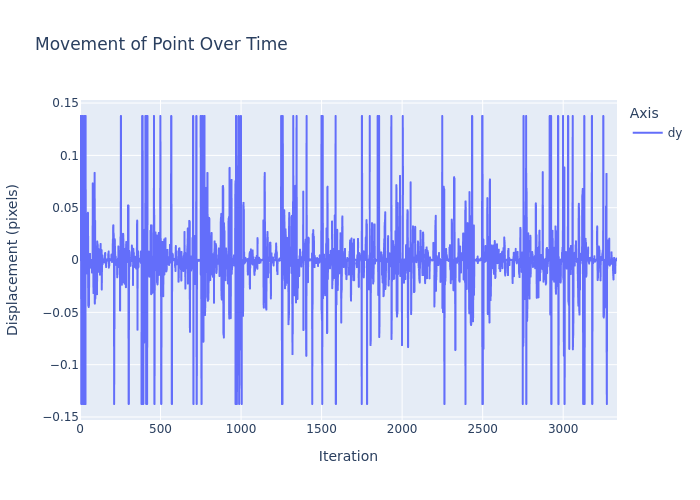 Movement of Point Over Time
Axis
dy
Displacement (pixels)
0.15
0.1
0.05
0
−0.05
−0.1
−0.15
0 500 1000 1500 2000 2500 3000
Iteration